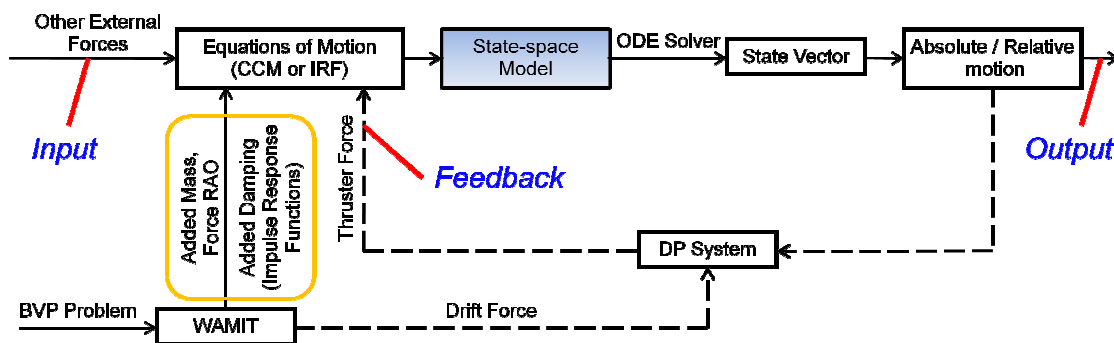 Other External
Forces
Equations of Motion
(CCM or IRF)
State-space
Model
ODE Solver
State Vector
Absolute / Relative
motion
Input
Feedback
Output
Added Mass,
Force RAO
Added Damping
(Impulse Response
Functions)
Thruster Force
DP System
BVP Problem
WAMIT
Drift Force